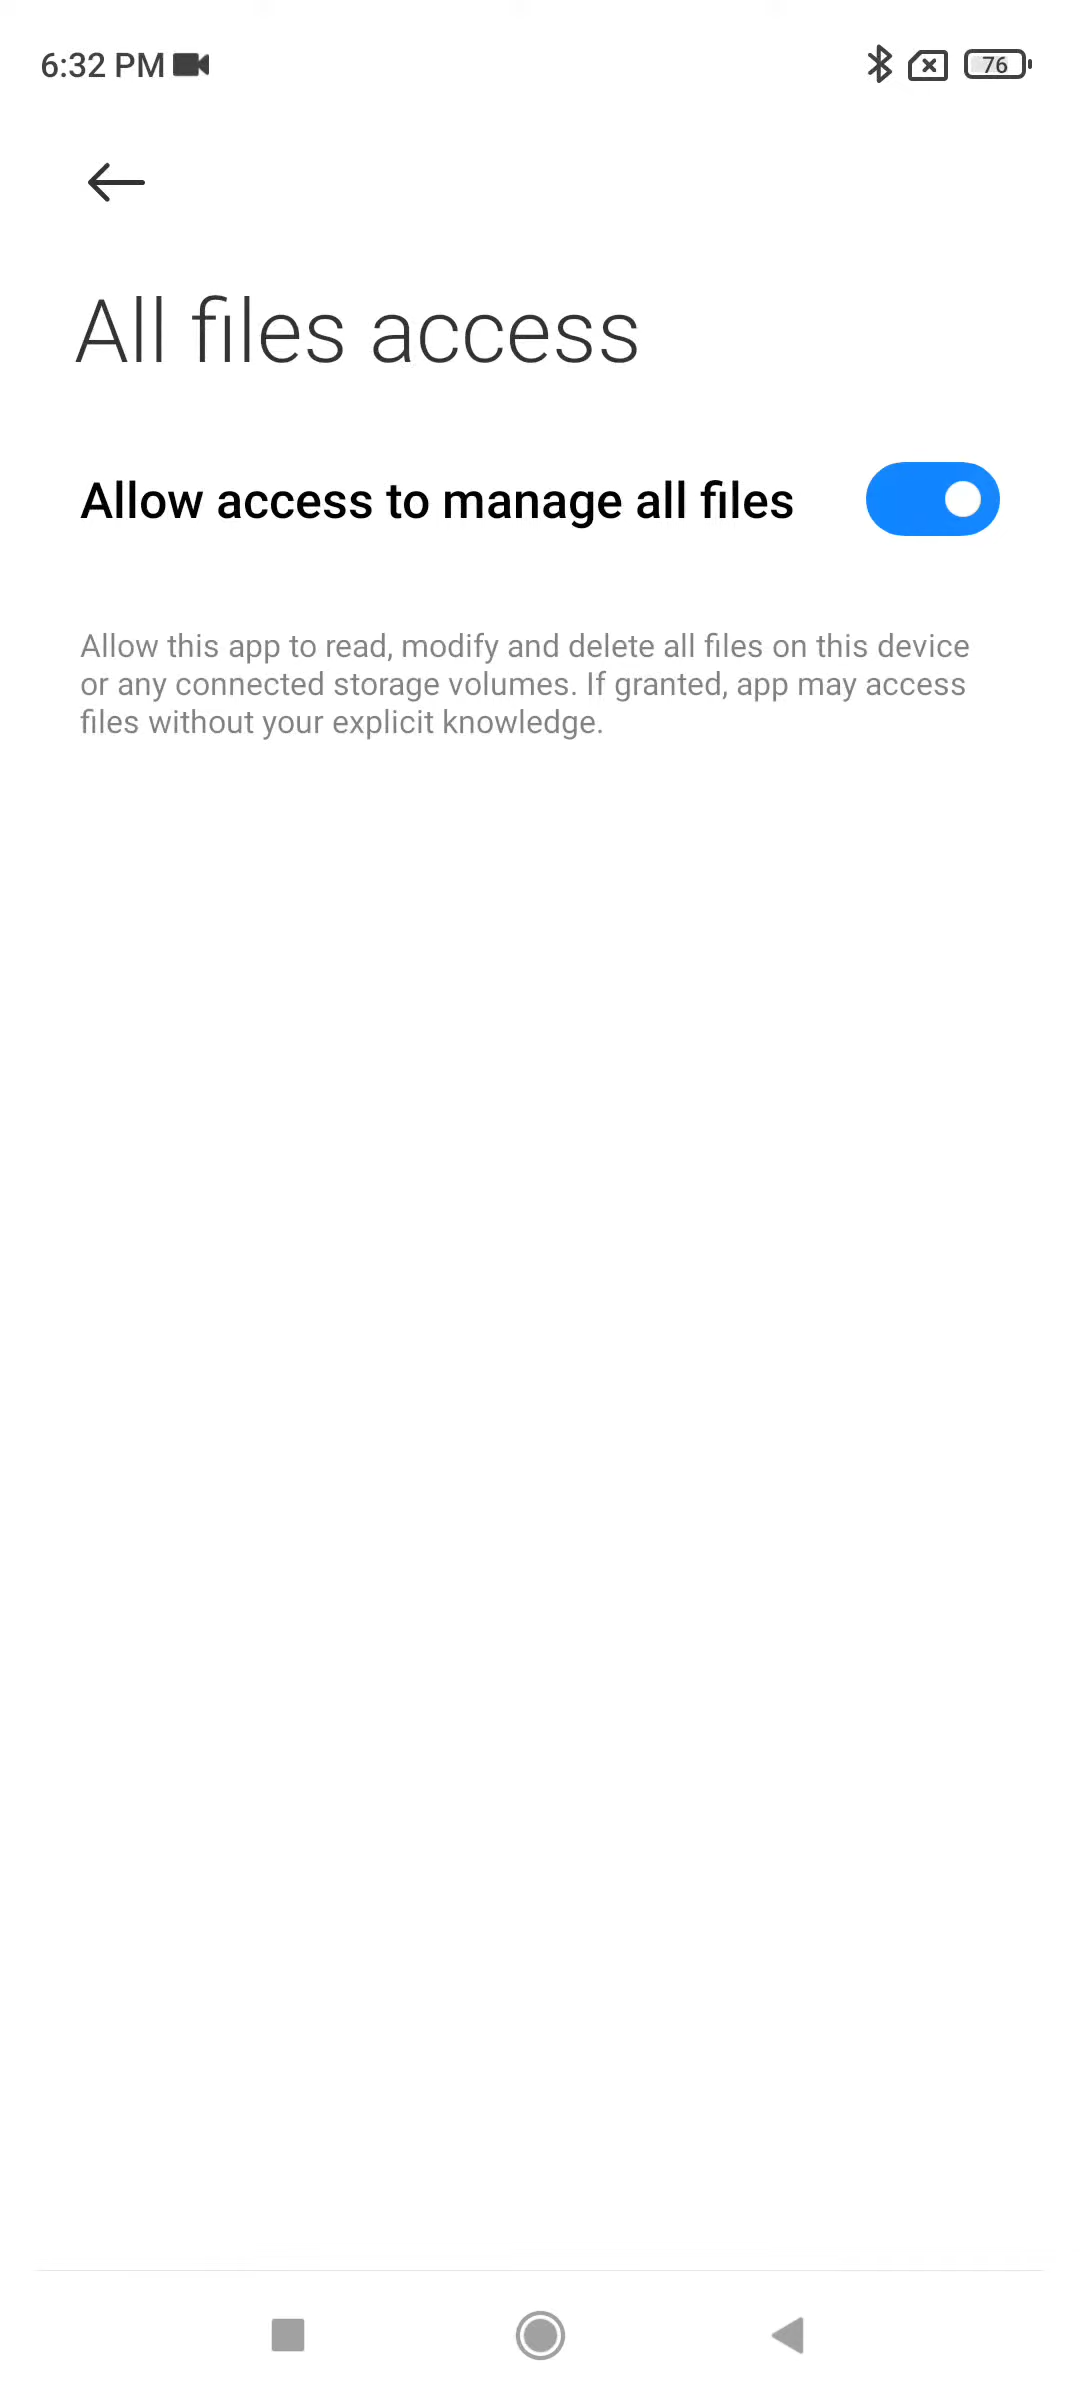 6:32 PM
76
All files access
Allow access to manage all files
Allow this app to read, modify and delete all files on this device
or any connected storage volumes. If granted, app may access
files without your explicit knowledge.